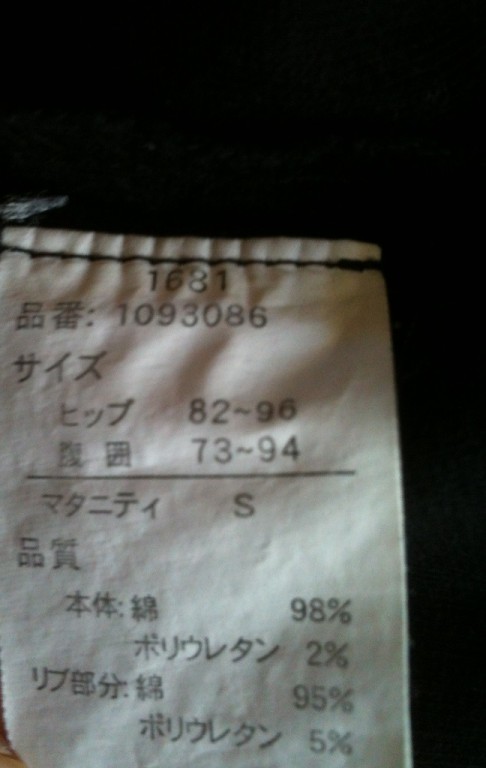 1681
品番: 1093086
サイズ
ヒップ 82~96
腹囲 73~94
マタニティ S
品質
本体: 綿 98%
ポリウレタン 2%
リブ部分: 綿 95%
ポリウレタン 5%